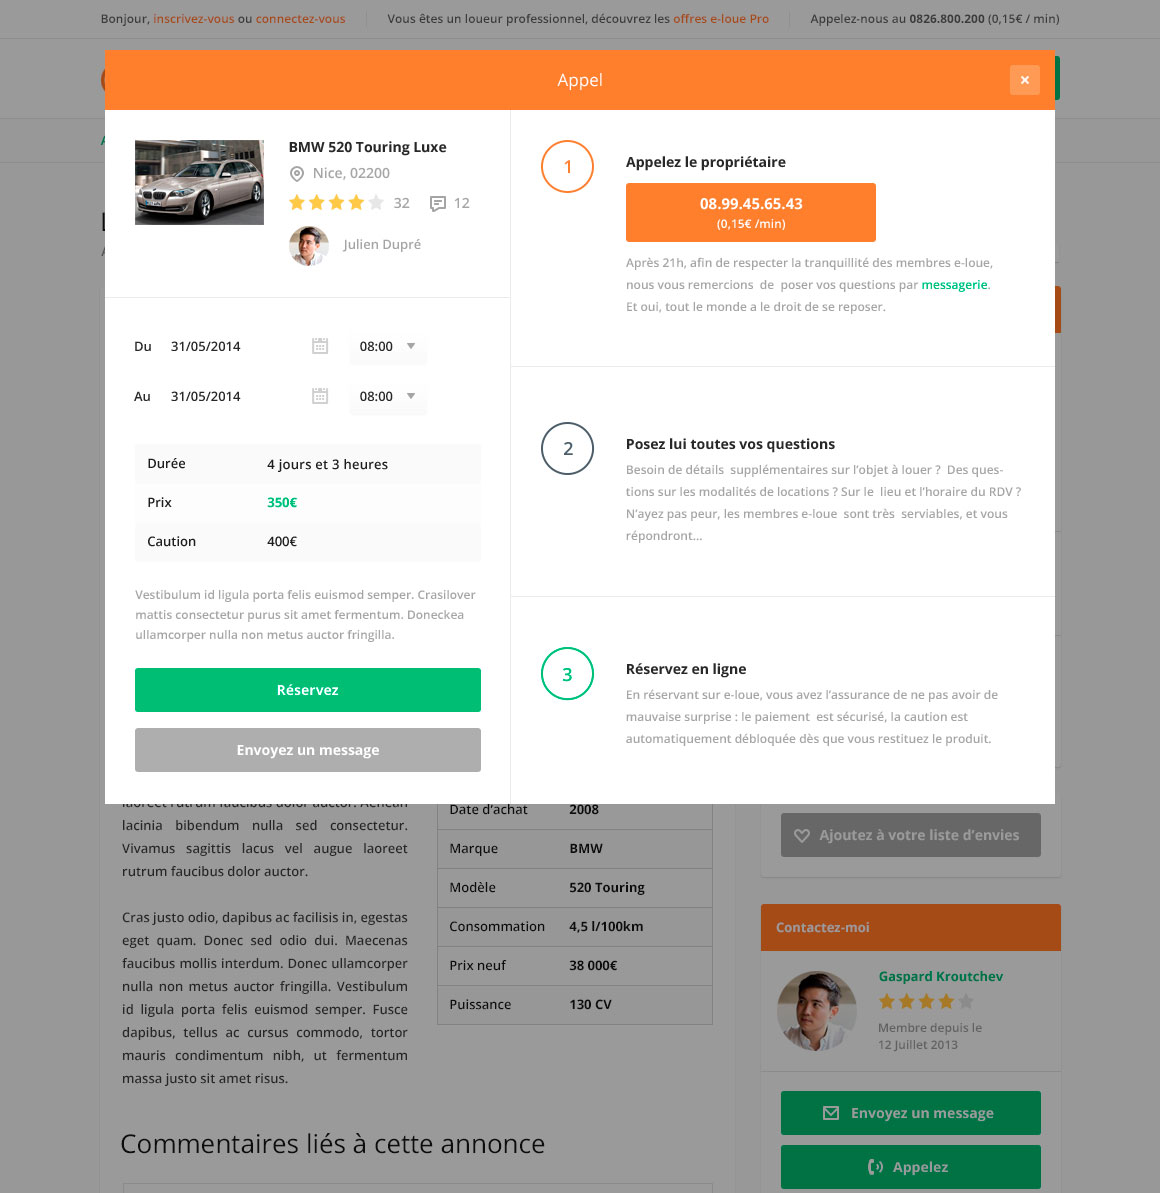 Bonjour, inscrivez-vous ou connectez-vous
Vous êtes un loueur professionnel, découvrez les offres e-loue Pro
Appelez-nous au 0826.800.200 (0,15€ / min)
Appel
BMW 520 Touring Luxe
Nice, 02200
32
12
Julien Dupré
Du 31/05/2014 08:00
Au 31/05/2014 08:00
Durée 4 jours et 3 heures
Prix 350€
Caution 400€
Vestibulum id ligula porta felis euismod semper. Crasilover
mattis consectetur purus sit amet fermentum. Doneckea
ullamcorper nulla non metus auctor fringilla.
Réservez
Envoyez un message
1
Appelez le propriétaire
08.99.45.65.43
(0,15€ /min)
Après 21h, afin de respecter la tranquillité des membres e-loue,
nous vous remercions de poser vos questions par messagerie.
Et oui, tout le monde a le droit de se reposer.
2
Posez lui toutes vos questions
Besoin de détails supplémentaires sur l’objet à louer ? Des ques-
tions sur les modalités de locations ? Sur le lieu et l’horaire du RDV ?
N’ayez pas peur, les membres e-loue sont très serviables, et vous
répondront...
3
Réservez en ligne
En réservant sur e-loue, vous avez l’assurance de ne pas avoir de
mauvaise surprise : le paiement est sécurisé, la caution est
automatiquement débloquée dès que vous restituez le produit.
laoreet rutrum faucibus dolor auctor. Aenean
lacinia bibendum nulla sed consectetur.
Vivamus sagittis lacus vel augue laoreet
rutrum faucibus dolor auctor.
Cras justo odio, dapibus ac facilisis in, egestas
eget quam. Donec sed odio dui. Maecenas
faucibus mollis interdum. Donec ullamcorper
nulla non metus auctor fringilla. Vestibulum
id ligula porta felis euismod semper. Fusce
dapibus, tellus ac cursus commodo, tortor
mauris condimentum nibh, ut fermentum
massa justo sit amet risus.
Date d’achat 2008
Marque BMW
Modèle 520 Touring
Consommation 4,5 l/100km
Prix neuf 38 000€
Puissance 130 CV
Ajoutez à votre liste d’envies
Contactez-moi
Gaspard Kroutchev
Membre depuis le
12 Juillet 2013
Envoyez un message
Appelez
Commentaires liés à cette annonce